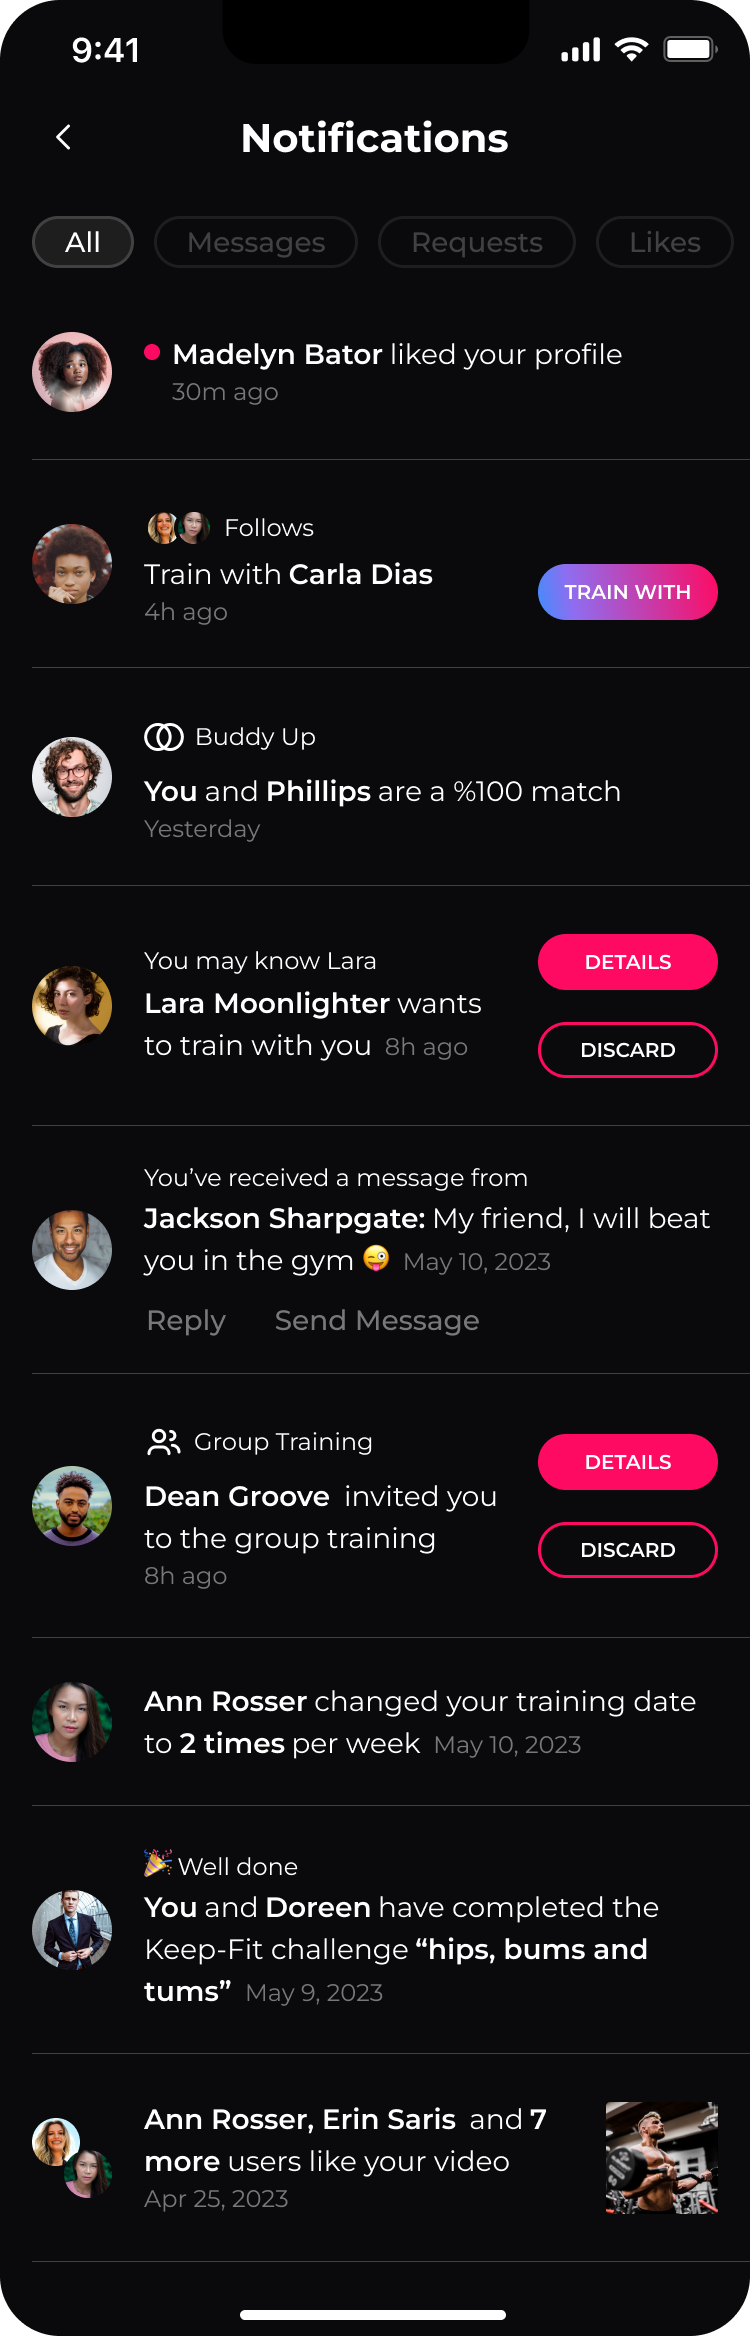 9:41
Notifications
All
Messages
Requests
Likes
Madelyn Bator liked your profile
30m ago
Follows
Train with Carla Dias
4h ago
TRAIN WITH
Buddy Up
You and Phillips are a %100 match
Yesterday
You may know Lara
Lara Moonlighter wants
to train with you 8h ago
DETAILS
DISCARD
You’ve received a message from
Jackson Sharpgate: My friend, I will beat
you in the gym 😜 May 10, 2023
Reply
Send Message
Group Training
Dean Groove invited you
to the group training
8h ago
DETAILS
DISCARD
Ann Rosser changed your training date
to 2 times per week May 10, 2023
🎉 Well done
You and Doreen have completed the
Keep-Fit challenge “hips, bums and
tums” May 9, 2023
Ann Rosser, Erin Saris and 7
more users like your video
Apr 25, 2023